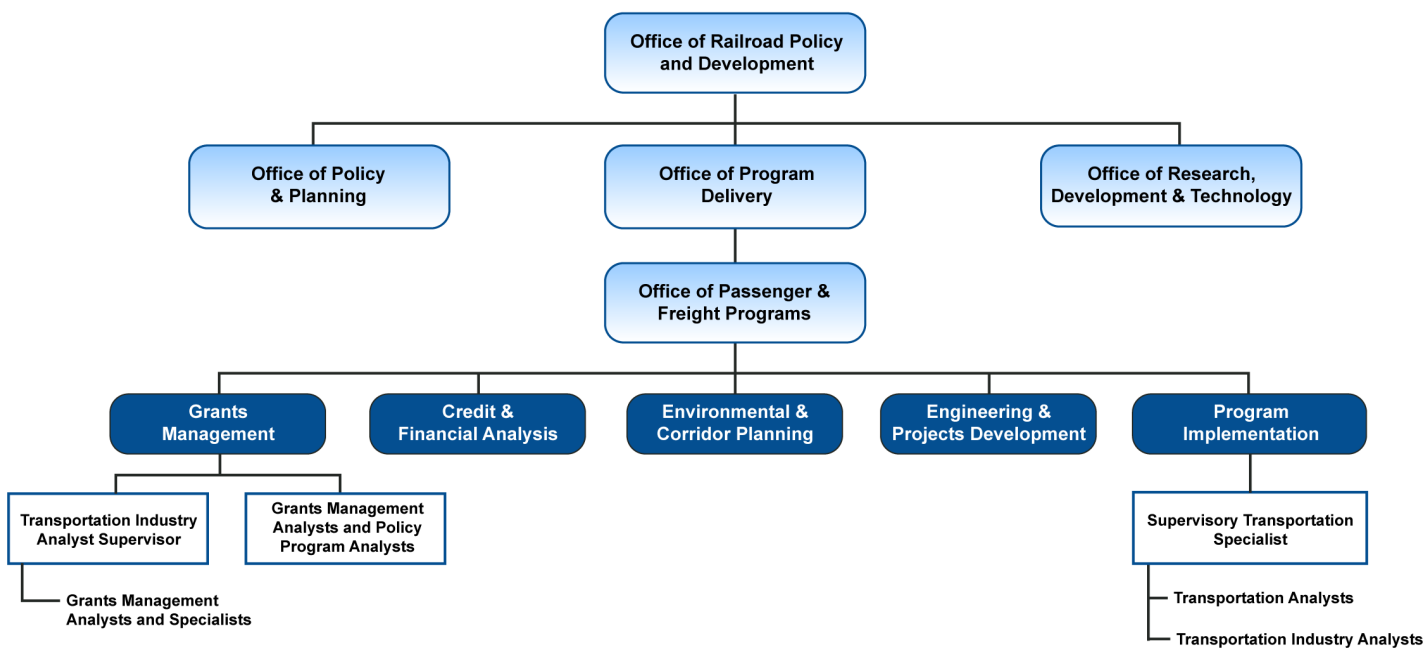 Office of Railroad Policy
and Development
Office of Policy
& Planning
Office of Program
Delivery
Office of Research,
Development & Technology
Office of Passenger &
Freight Programs
Grants
Management
Credit &
Financial Analysis
Environmental &
Corridor Planning
Engineering &
Projects Development
Program
Implementation
Transportation Industry
Analyst Supervisor
Grants Management
Analysts and Policy
Program Analysts
Supervisory Transportation
Specialist
Grants Management
Analysts and Specialists
Transportation Analysts
Transportation Industry Analysts